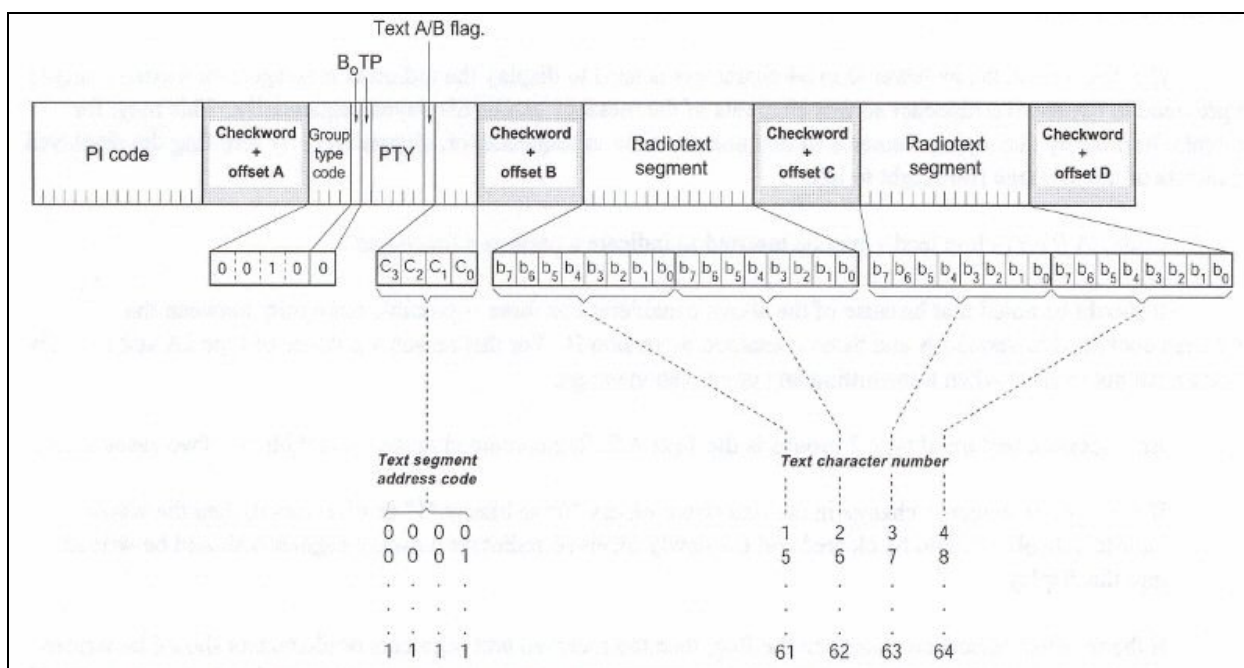 Text A/B flag.
B₀ TP
PI code
Checkword
+
offset A
Group
type
code
PTY
Checkword
+
offset B
Radiotext
segment
Checkword
+
offset C
Radiotext
segment
Checkword
+
offset D
0 0 1 0 0
C₃ C₂ C₁ C₀
b₇ b₆ b₅ b₄ b₃ b₂ b₁ b₀ b₇ b₆ b₅ b₄ b₃ b₂ b₁ b₀
b₇ b₆ b₅ b₄ b₃ b₂ b₁ b₀ b₇ b₆ b₅ b₄ b₃ b₂ b₁ b₀
Text segment
address code
Text character number
0 0 0 0 1 2 3 4
0 0 0 1 5 6 7 8
. . . . . . . .
. . . . . . . .
1 1 1 1 61 62 63 64